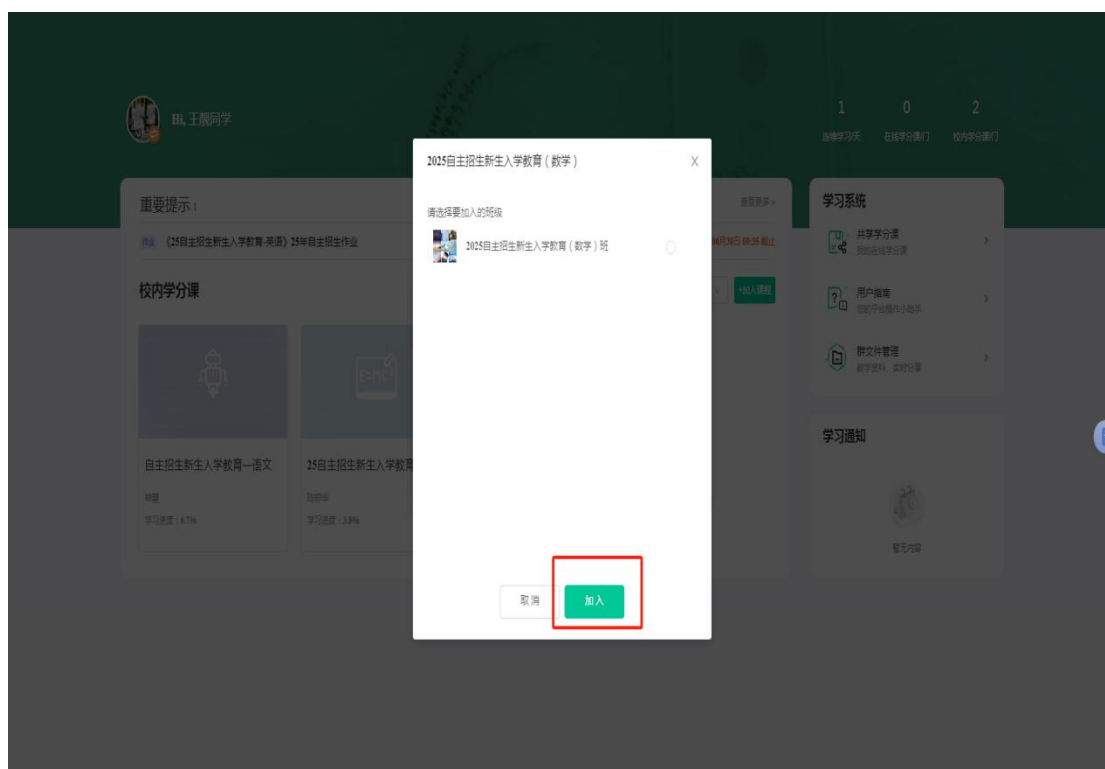 Hi, 王靓同学
1 0 2
连续学习/天 在线学分课/门 校内学分课/门
2025自主招生新生入学教育（数学） X
请选择要加入的班级
2025自主招生新生入学教育（数学）班
取消 加入
重要提示：
查看更多
作业 《25自主招生新生入学教育-英语》25年自主招生作业
校内学分课
+加入课程
E=MC²
自主招生新生入学教育—语文
25自主招生新生入学教育
学习进度：6.7%
学习进度：3.8%
学习系统
共享学分课
我的在线学分课
用户指南
您的平台操作小助手
群文件管理
教学资料，实时分享
学习通知
暂无内容